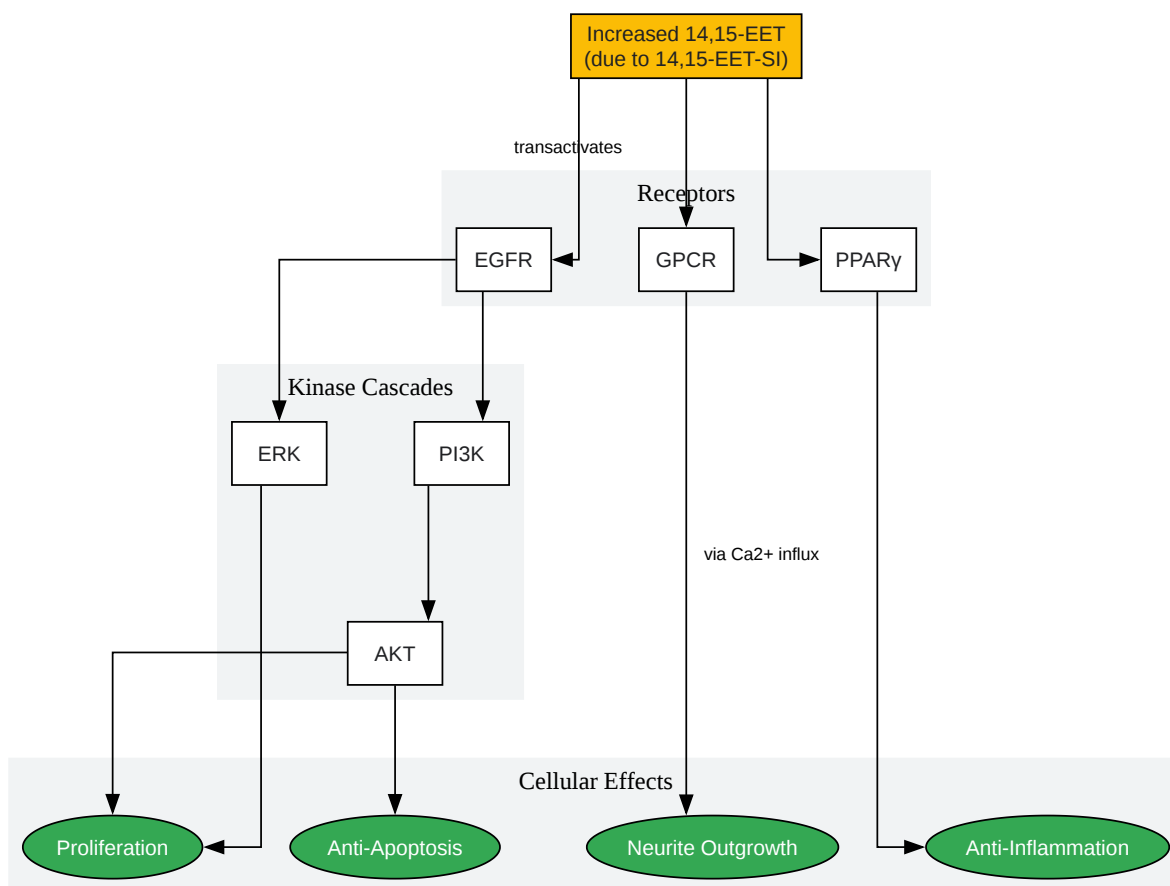 Increased 14,15-EET
(due to 14,15-EET-SI)
transactivates
Receptors
EGFR
GPCR
PPARγ
Kinase Cascades
ERK
PI3K
via Ca2+ influx
AKT
Cellular Effects
Proliferation
Anti-Apoptosis
Neurite Outgrowth
Anti-Inflammation